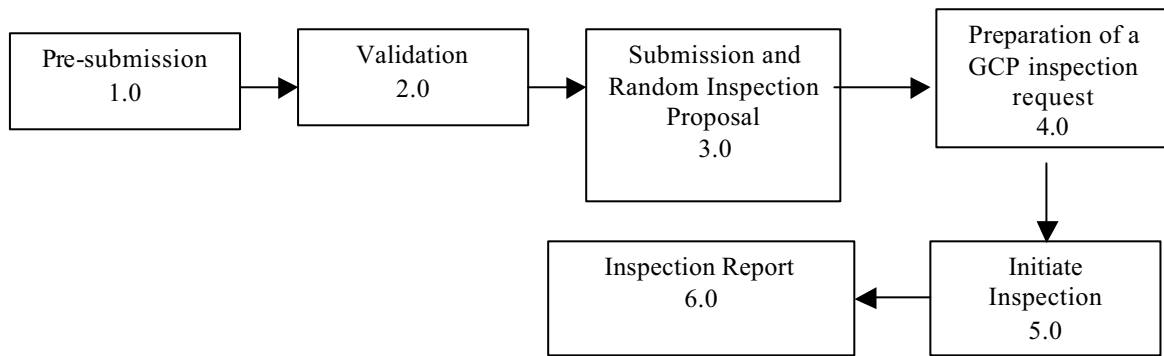 Pre-submission
1.0
Validation
2.0
Submission and
Random Inspection
Proposal
3.0
Preparation of a
GCP inspection
request
4.0
Initiate
Inspection
5.0
Inspection Report
6.0